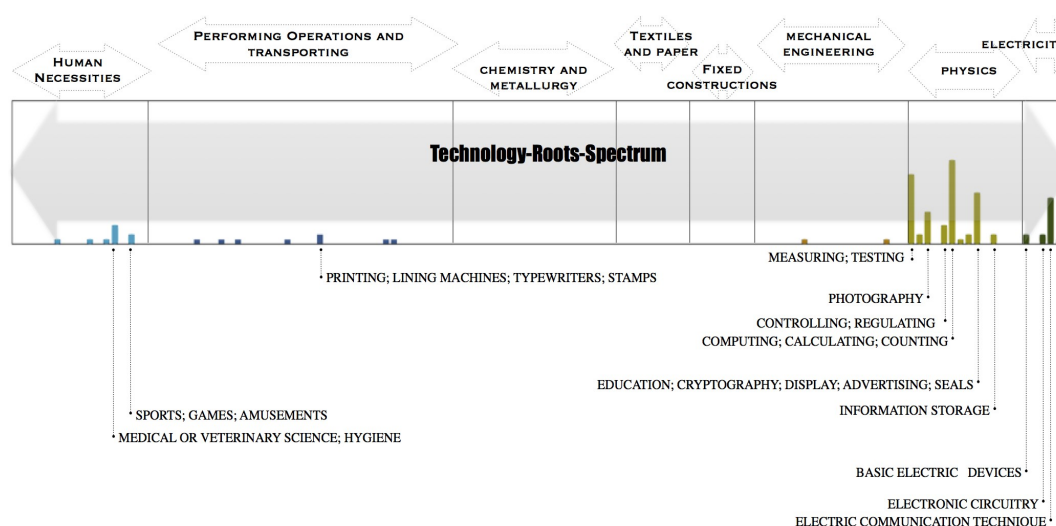 HUMAN
NECESSITIES
PERFORMING OPERATIONS AND
TRANSPORTING
CHEMISTRY AND
METALLURGY
TEXTILES
AND PAPER
FIXED
CONSTRUCTIONS
MECHANICAL
ENGINEERING
PHYSICS
ELECTRICIT
Technology-Roots-Spectrum
MEASURING; TESTING
PRINTING; LINING MACHINES; TYPEWRITERS; STAMPS
PHOTOGRAPHY
CONTROLLING; REGULATING
COMPUTING; CALCULATING; COUNTING
EDUCATION; CRYPTOGRAPHY; DISPLAY; ADVERTISING; SEALS
INFORMATION STORAGE
SPORTS; GAMES; AMUSEMENTS
MEDICAL OR VETERINARY SCIENCE; HYGIENE
BASIC ELECTRIC DEVICES
ELECTRONIC CIRCUITRY
ELECTRIC COMMUNICATION TECHNIQUE